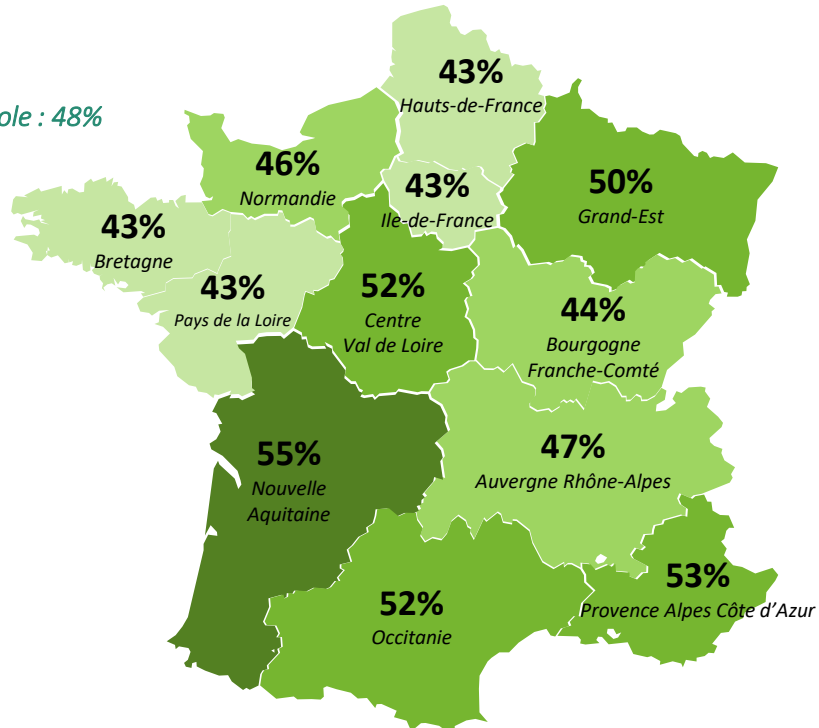 43%
Hauts-de-France
: 48%
46%
Normandie
43%
Ile-de-France
50%
Grand-Est
43%
Bretagne
43%
Pays de la Loire
52%
Centre
Val de Loire
44%
Bourgogne
Franche-Comté
55%
Nouvelle
Aquitaine
47%
Auvergne Rhône-Alpes
53%
Provence Alpes Côte d’Azur
52%
Occitanie